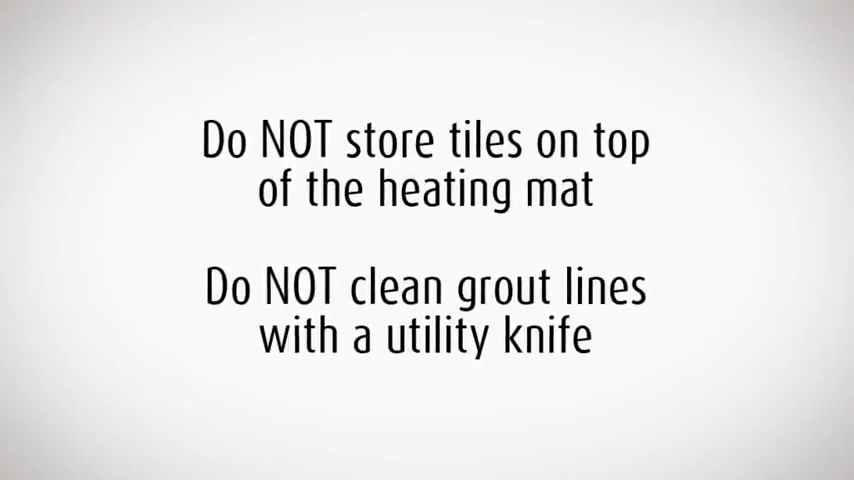 Do NOT store tiles on top
of the heating mat
Do NOT clean grout lines
with a utility knife